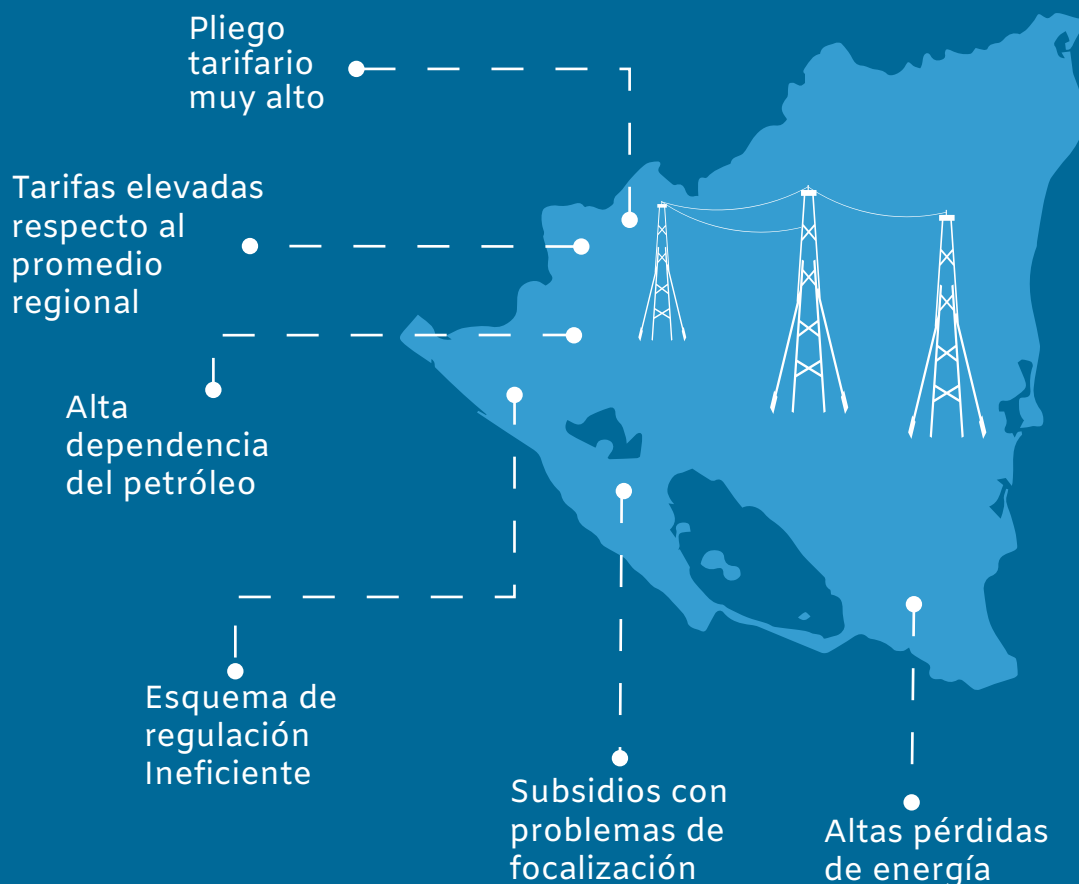 Pliego
tarifario
muy alto
Tarifas elevadas
respecto al
promedio
regional
Alta
dependencia
del petróleo
Esquema de
regulación
Ineficiente
Subsidios con
problemas de
focalización
Altas pérdidas
de energía